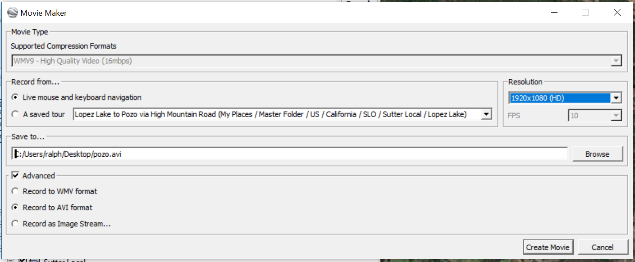 Movie Maker
Movie Type
Supported Compression Formats
WMV9 - High Quality Video (16mbps)
Record from...
Live mouse and keyboard navigation
A saved tour
Lopez Lake to Pozo via High Mountain Road (My Places / Master Folder / US / California / SLO / Sutter Local / Lopez Lake)
Resolution
1920x1080 (HD)
FPS
10
Save to...
C:/Users/ralph/Desktop/pozo.avi
Browse
Advanced
Record to WMV format
Record to AVI format
Record as Image Stream...
Create Movie
Cancel
Sutter Local